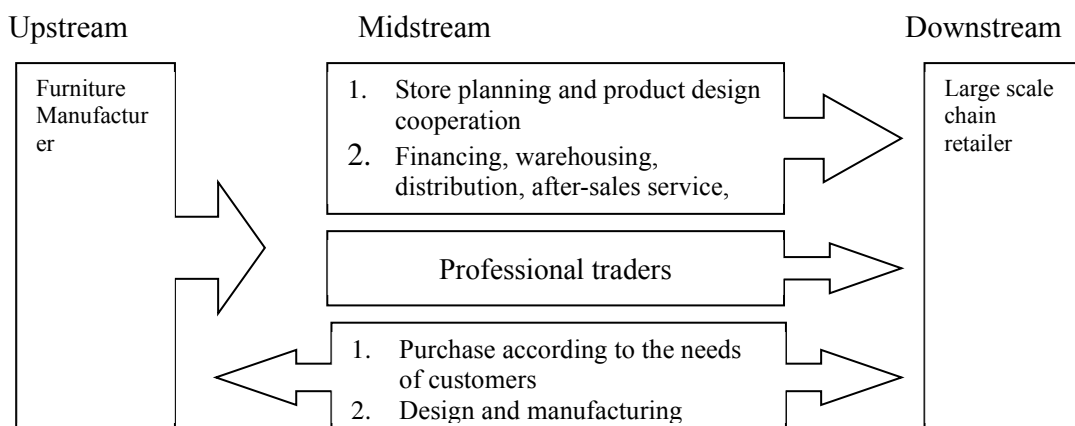 Upstream
Midstream
Downstream
Furniture
Manufactur
er
1. Store planning and product design
cooperation
2. Financing, warehousing,
distribution, after-sales service,
Large scale
chain
retailer
Professional traders
1. Purchase according to the needs
of customers
2. Design and manufacturing